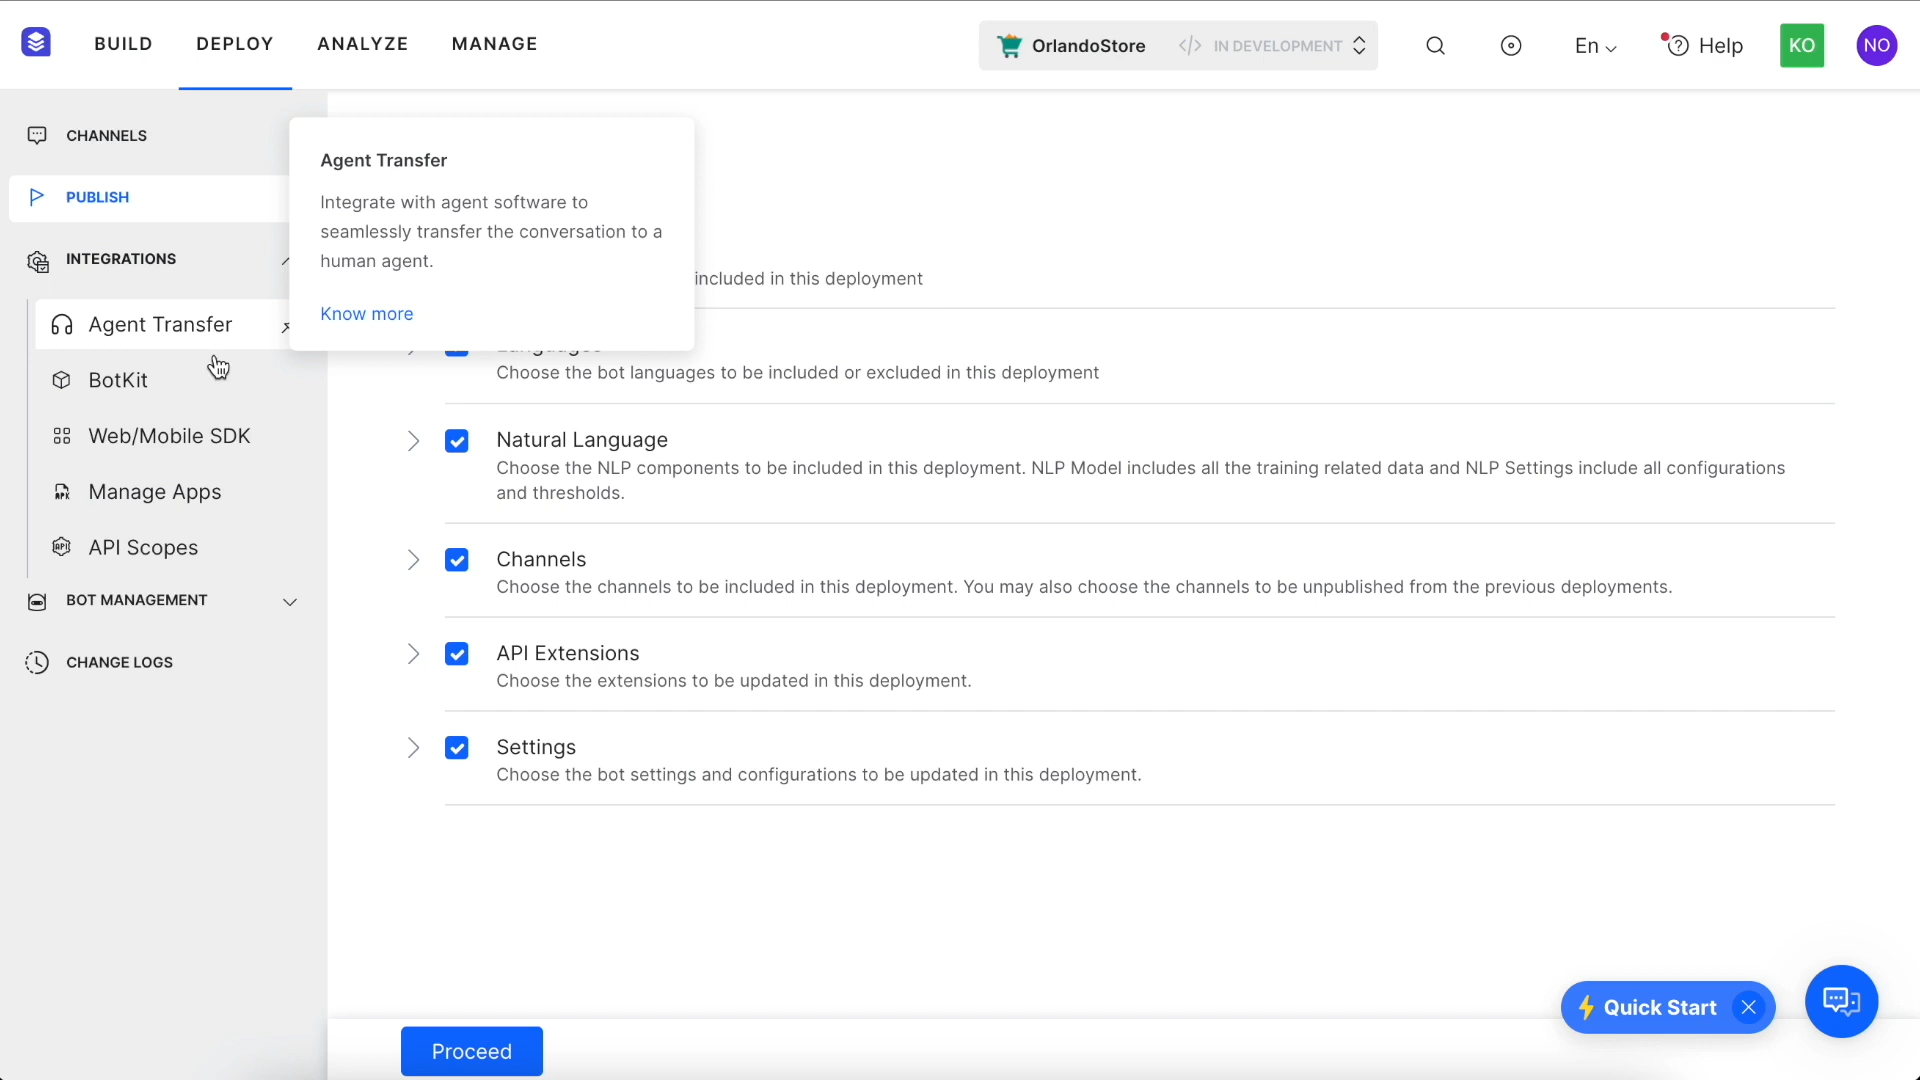 BUILD DEPLOY ANALYZE MANAGE OrlandoStore </> IN DEVELOPMENT En Help KO NO
CHANNELS
PUBLISH
INTEGRATIONS
Agent Transfer
BotKit
Web/Mobile SDK
Manage Apps
API Scopes
BOT MANAGEMENT
CHANGE LOGS
Agent Transfer
Integrate with agent software to
seamlessly transfer the conversation to a
human agent.
Know more
included in this deployment
Languages
Choose the bot languages to be included or excluded in this deployment
Natural Language
Choose the NLP components to be included in this deployment. NLP Model includes all the training related data and NLP Settings include all configurations
and thresholds.
Channels
Choose the channels to be included in this deployment. You may also choose the channels to be unpublished from the previous deployments.
API Extensions
Choose the extensions to be updated in this deployment.
Settings
Choose the bot settings and configurations to be updated in this deployment.
Quick Start
Proceed